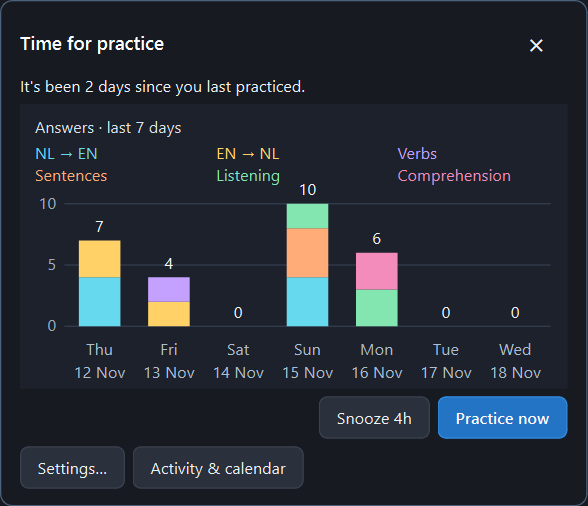 Time for practice
It's been 2 days since you last practiced.
Answers · last 7 days
NL → EN EN → NL Verbs
Sentences Listening Comprehension
10
5
0
7 4 0 10 6 0 0
Thu Fri Sat Sun Mon Tue Wed
12 Nov 13 Nov 14 Nov 15 Nov 16 Nov 17 Nov 18 Nov
Snooze 4h Practice now
Settings... Activity & calendar